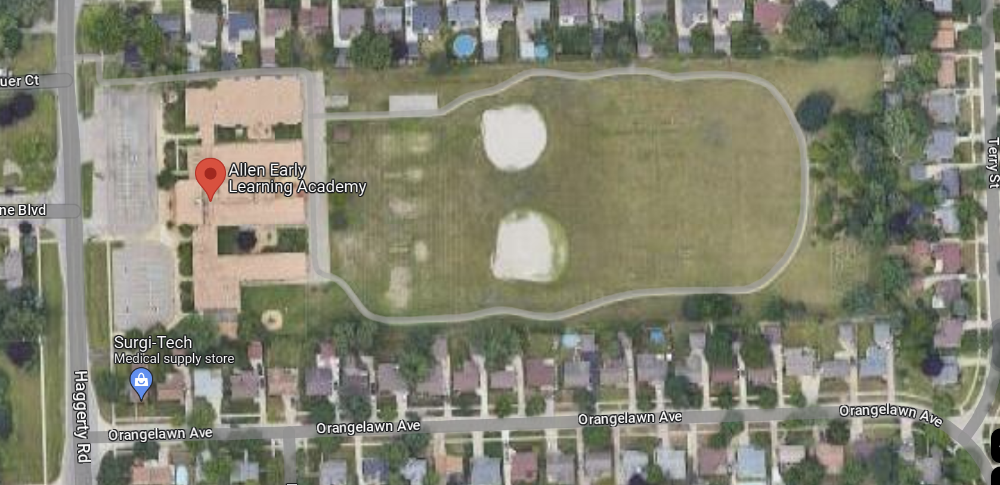 uer Ct
Allen Early
Learning Academy
Terry St
ne Blvd
Surgi-Tech
Medical supply store
Haggerty Rd
Orangelawn Ave
Orangelawn Ave
Orangelawn Ave
Orangelawn Ave